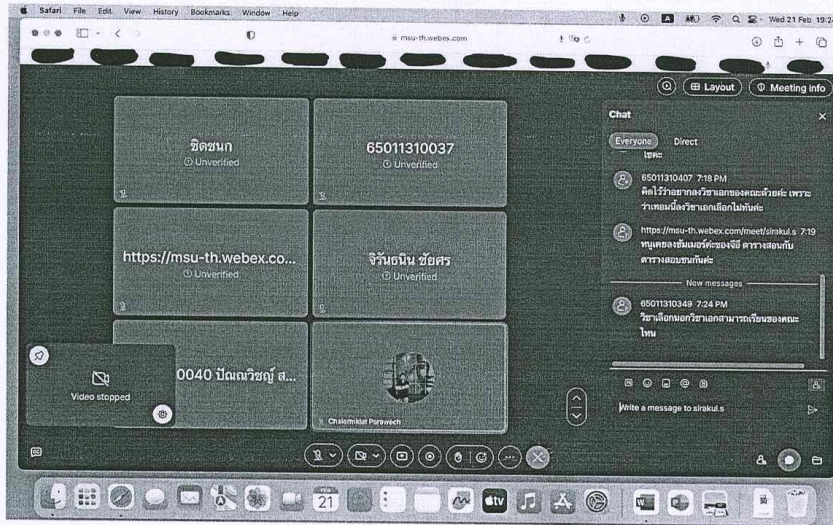 Safari File Edit View History Bookmarks Window Help
Wed 21 Feb 19:24
msu-th.webex.com
Layout
Meeting info
ชิดชนก
Unverified
65011310037
Unverified
https://msu-th.webex.co...
Unverified
จิรันธนิน ชัยศร
Unverified
Video stopped
0040 ปัณณวิชญ์ ส...
Chalermkiat Parawech
Chat
Everyone Direct
65011310407 7:18 PM
คิดไว้ว่าอยากลงวิชาเอกของคณะด้วยค่ะ เพราะ
ว่าเทอมนี้ลงวิชาเอกเลือกไม่ทันค่ะ
https://msu-th.webex.com/meet/sirakul.s 7:19
หนูเคยลงซัมเมอร์ค่ะของจีอี ตารางสอนกับ
ตารางสอบชนกันค่ะ
New messages
65011310349 7:24 PM
วิชาเลือกนอกวิชาเอกสามารถเรียนของคณะ
ไหน
Write a message to sirakul.s
FEB
21
tv